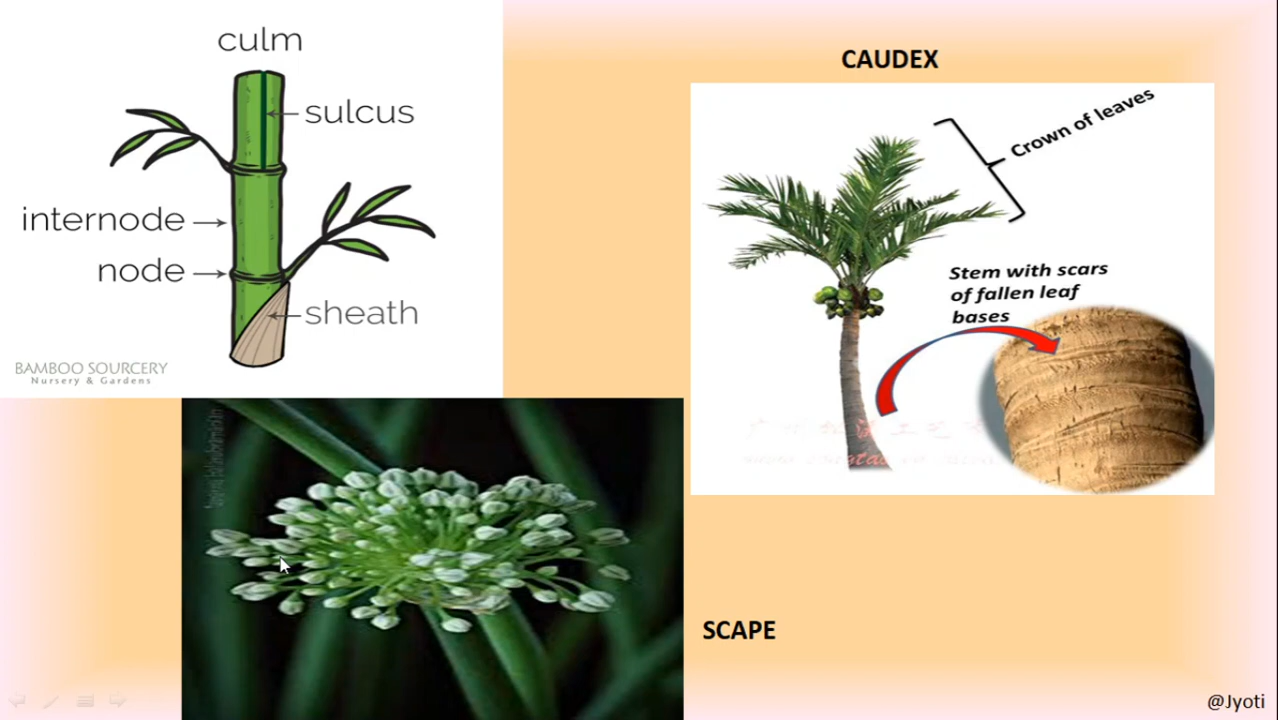 culm
sulcus
internode
node
sheath
BAMBOO SOURCERY
Nursery & Gardens
CAUDEX
Crown of leaves
Stem with scars
of fallen leaf
bases
SCAPE
@Jyoti